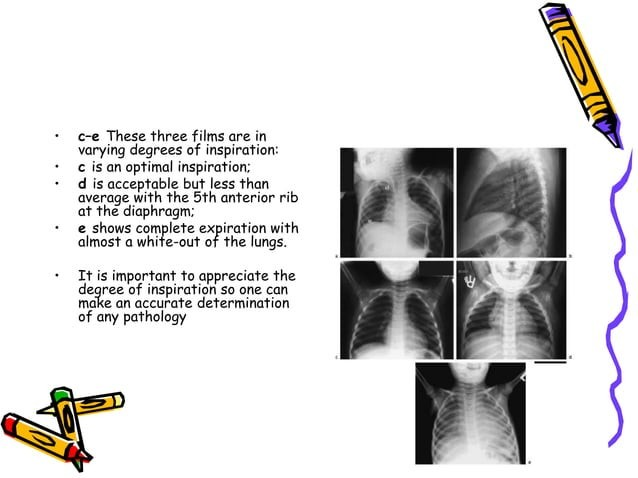 • c–e These three films are in
varying degrees of inspiration:
• c is an optimal inspiration;
• d is acceptable but less than
average with the 5th anterior rib
at the diaphragm;
• e shows complete expiration with
almost a white-out of the lungs.
• It is important to appreciate the
degree of inspiration so one can
make an accurate determination
of any pathology
a
b
c
d
e